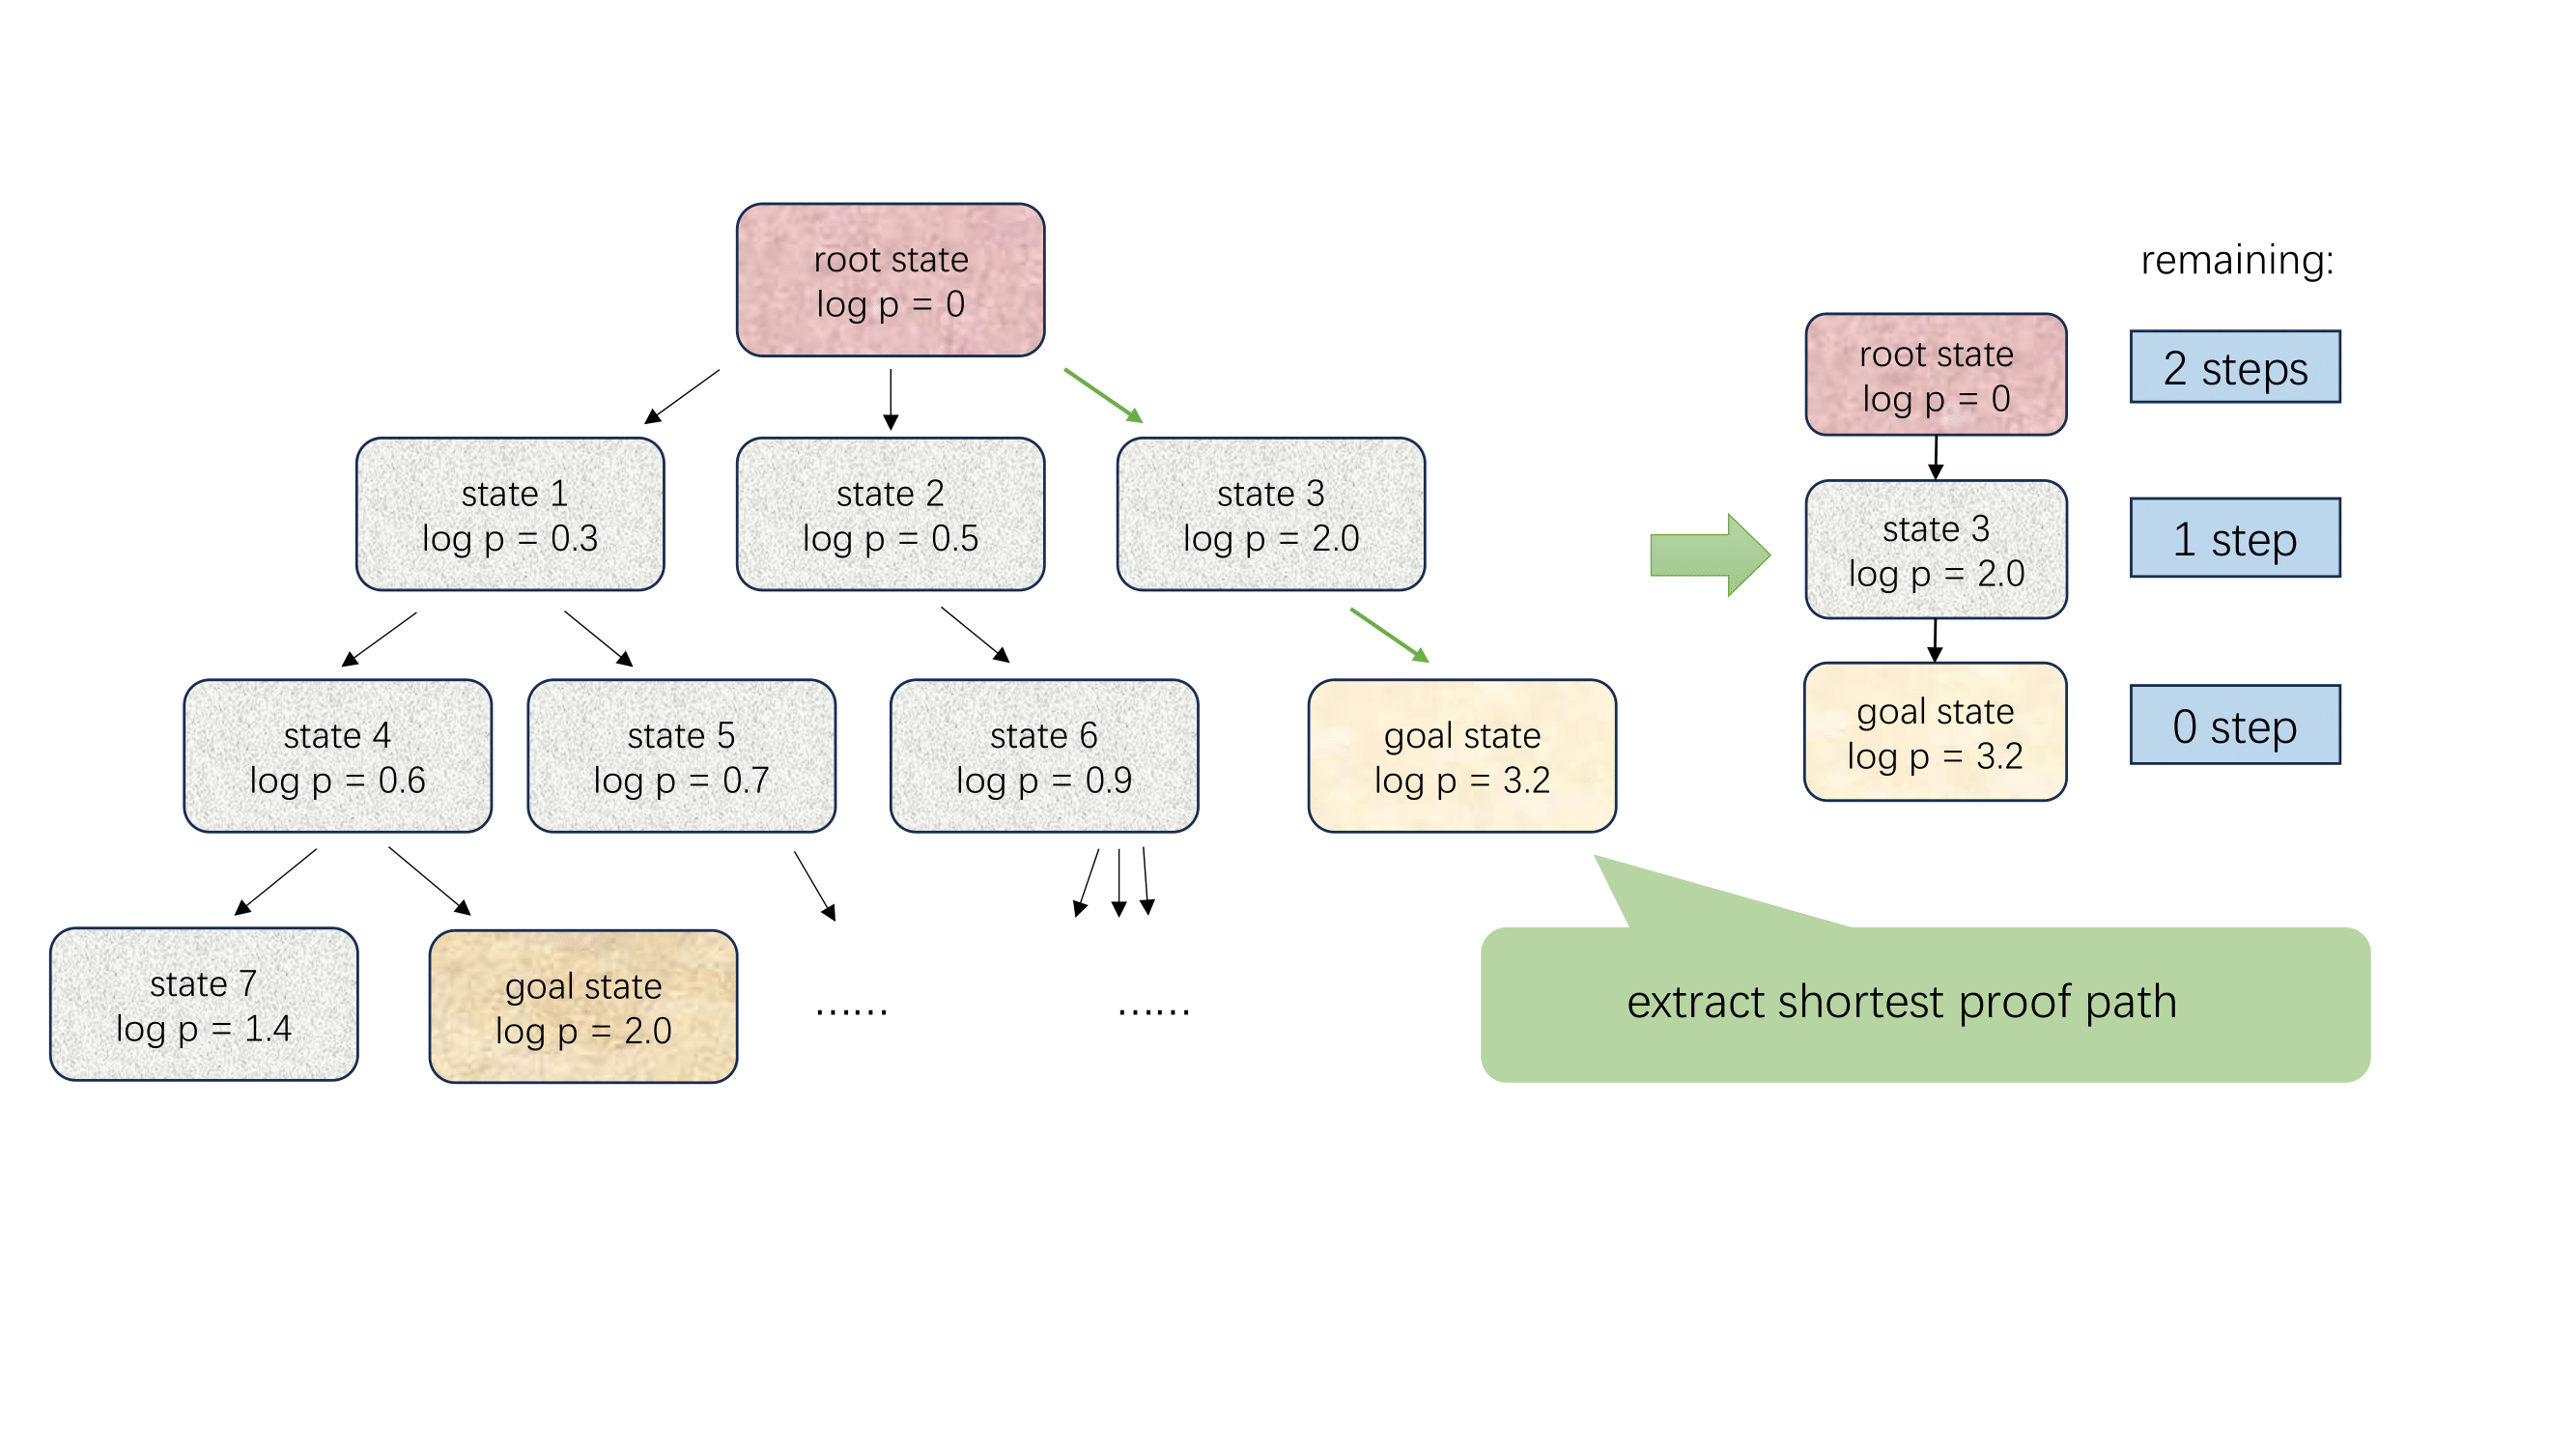 root state
log p = 0
state 1
log p = 0.3
state 2
log p = 0.5
state 3
log p = 2.0
state 4
log p = 0.6
state 5
log p = 0.7
state 6
log p = 0.9
goal state
log p = 3.2
state 7
log p = 1.4
goal state
log p = 2.0
……
……
remaining:
root state
log p = 0
2 steps
state 3
log p = 2.0
1 step
goal state
log p = 3.2
0 step
extract shortest proof path